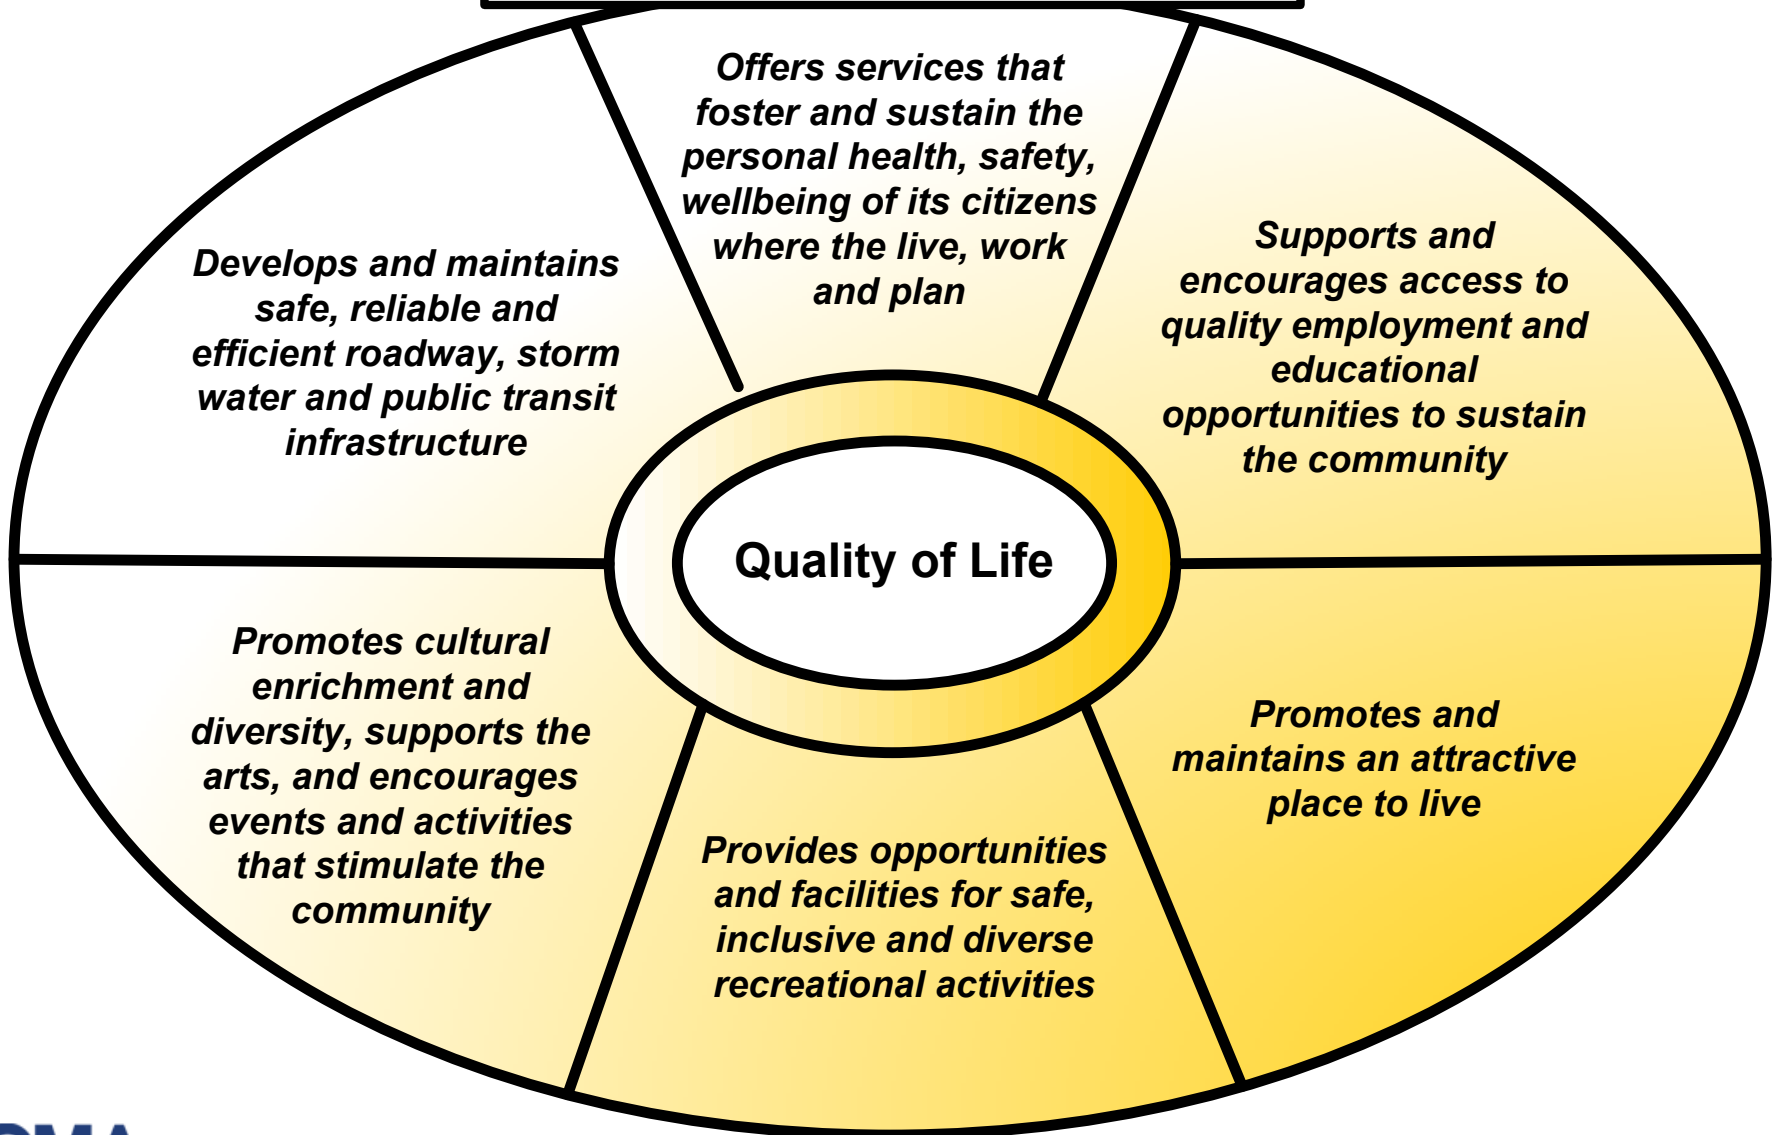 Offers services that
foster and sustain the
personal health, safety,
wellbeing of its citizens
where the live, work
and plan
Supports and
encourages access to
quality employment and
educational
opportunities to sustain
the community
Develops and maintains
safe, reliable and
efficient roadway, storm
water and public transit
infrastructure
Quality of Life
Promotes cultural
enrichment and
diversity, supports the
arts, and encourages
events and activities
that stimulate the
community
Promotes and
maintains an attractive
place to live
Provides opportunities
and facilities for safe,
inclusive and diverse
recreational activities